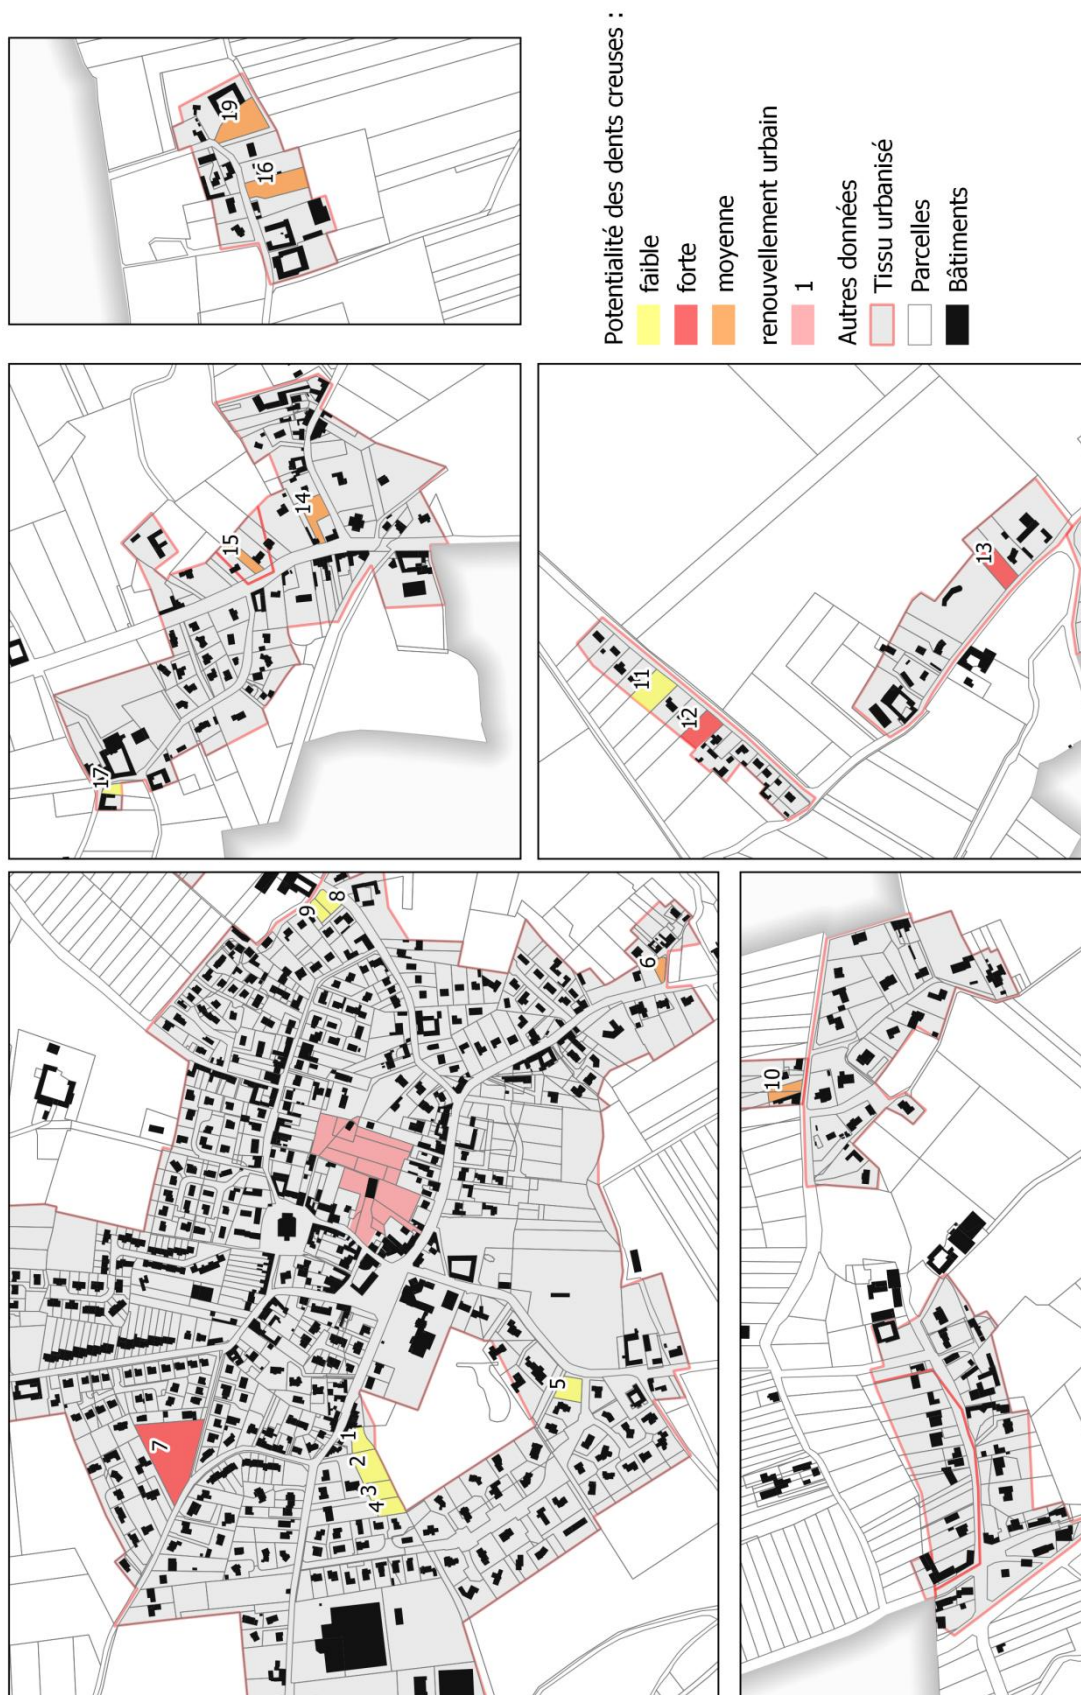 Potentialité des dents creuses :
faible
forte
moyenne
renouvellement urbain
1
Autres données
Tissu urbanisé
Parcelles
Bâtiments
7
4
3
2
1
5
6
9
8
17
15
14
16
19
10
11
12
13